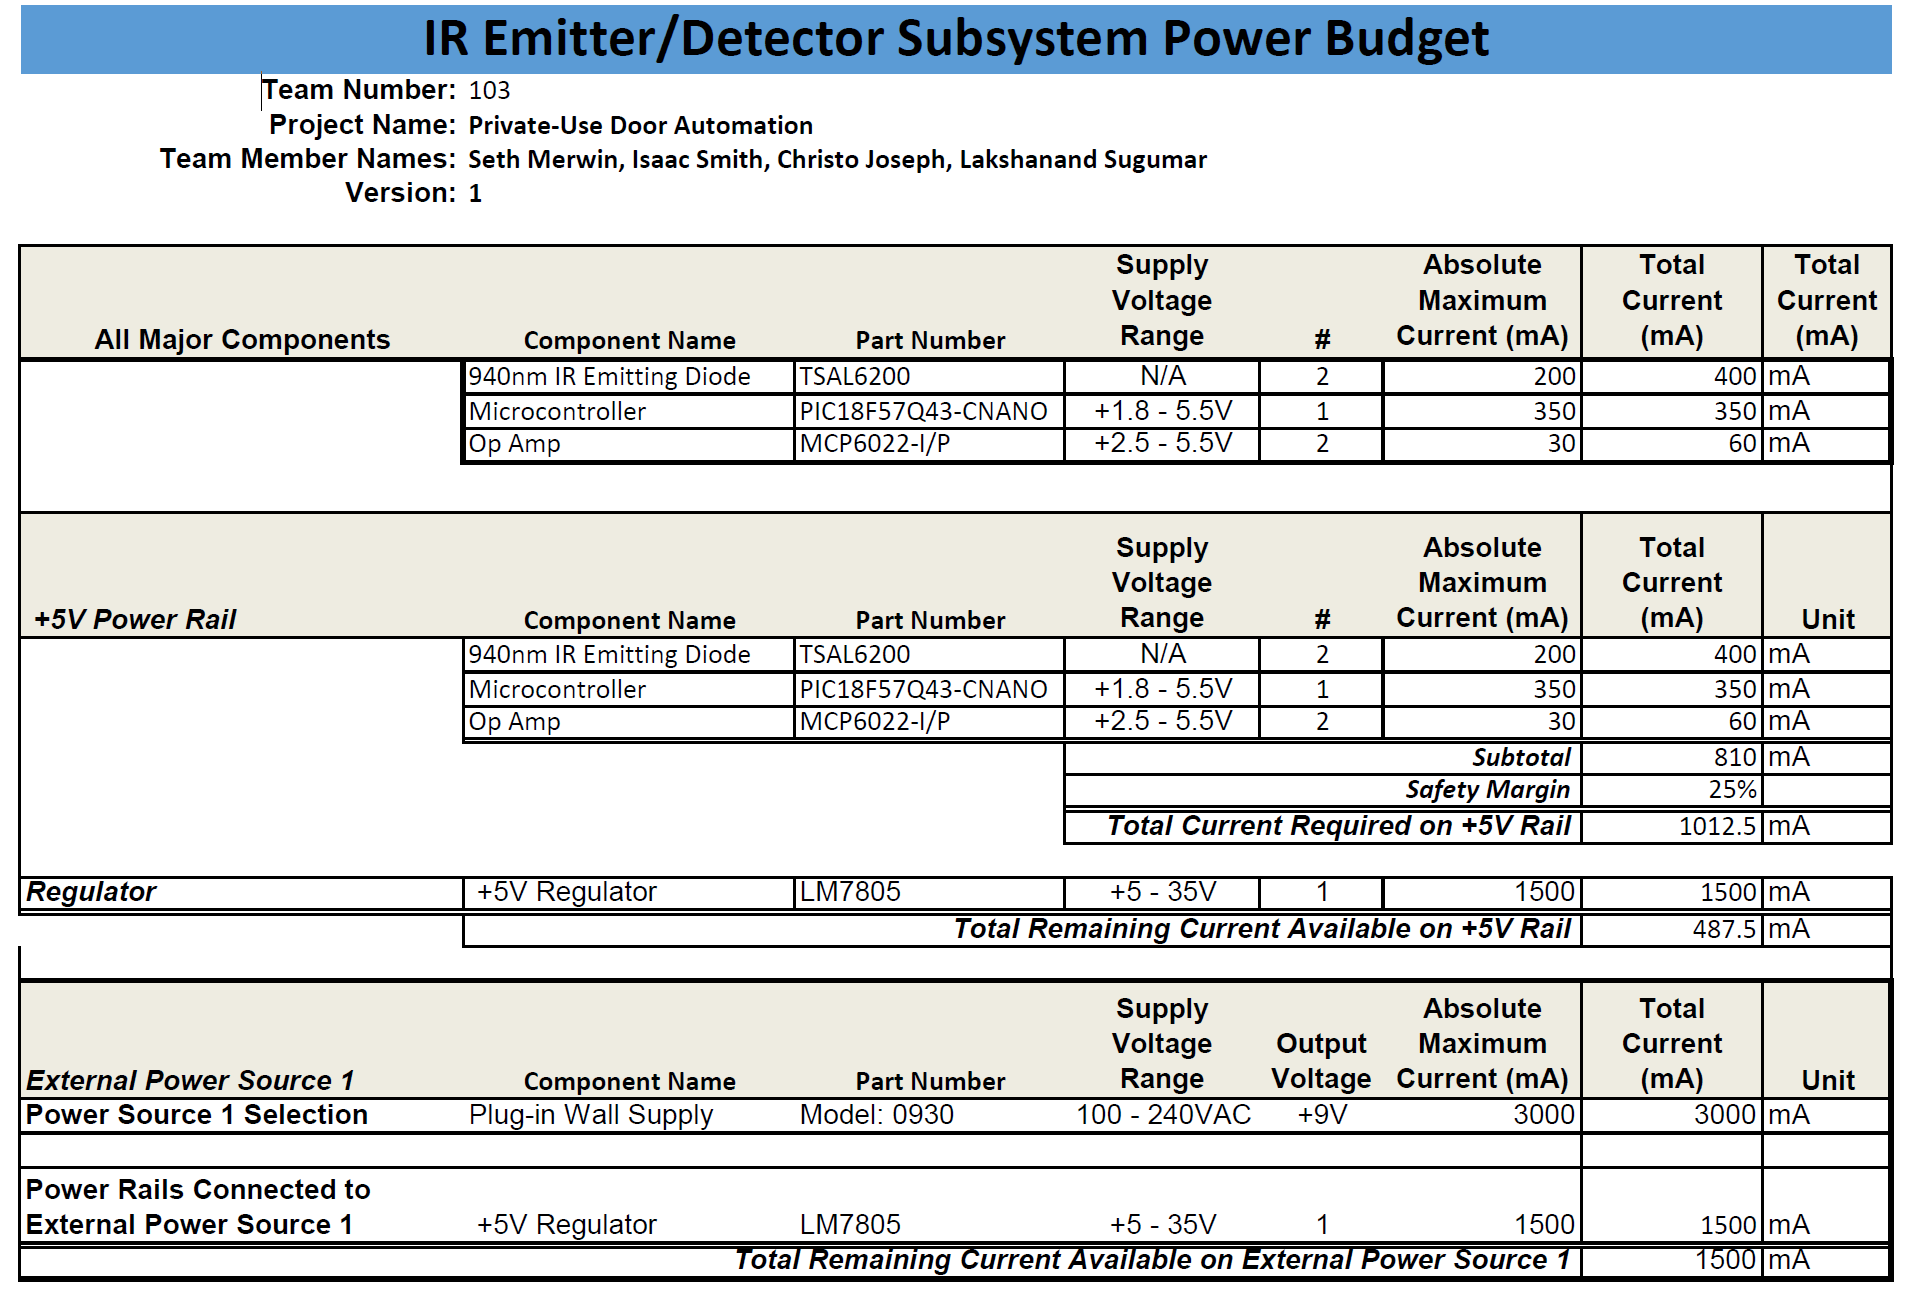 IR Emitter/Detector Subsystem Power Budget
Team Number: 103
Project Name: Private-Use Door Automation
Team Member Names: Seth Merwin, Isaac Smith, Christo Joseph, Lakshanand Sugumar
Version: 1
All Major Components Component Name Part Number Supply Voltage Range # Absolute Maximum Current (mA) Total Current (mA) Total Current (mA)
940nm IR Emitting Diode TSAL6200 N/A 2 200 400 mA
Microcontroller PIC18F57Q43-CNANO +1.8 - 5.5V 1 350 350 mA
Op Amp MCP6022-I/P +2.5 - 5.5V 2 30 60 mA
+5V Power Rail Component Name Part Number Supply Voltage Range # Absolute Maximum Current (mA) Total Current (mA) Unit
940nm IR Emitting Diode TSAL6200 N/A 2 200 400 mA
Microcontroller PIC18F57Q43-CNANO +1.8 - 5.5V 1 350 350 mA
Op Amp MCP6022-I/P +2.5 - 5.5V 2 30 60 mA
Subtotal 810 mA
Safety Margin 25%
Total Current Required on +5V Rail 1012.5 mA
Regulator +5V Regulator LM7805 +5 - 35V 1 1500 1500 mA
Total Remaining Current Available on +5V Rail 487.5 mA
External Power Source 1 Component Name Part Number Supply Voltage Range Output Voltage Absolute Maximum Current (mA) Total Current (mA) Unit
Power Source 1 Selection Plug-in Wall Supply Model: 0930 100 - 240VAC +9V 3000 3000 mA
Power Rails Connected to
External Power Source 1 +5V Regulator LM7805 +5 - 35V 1 1500 1500 mA
Total Remaining Current Available on External Power Source 1 1500 mA